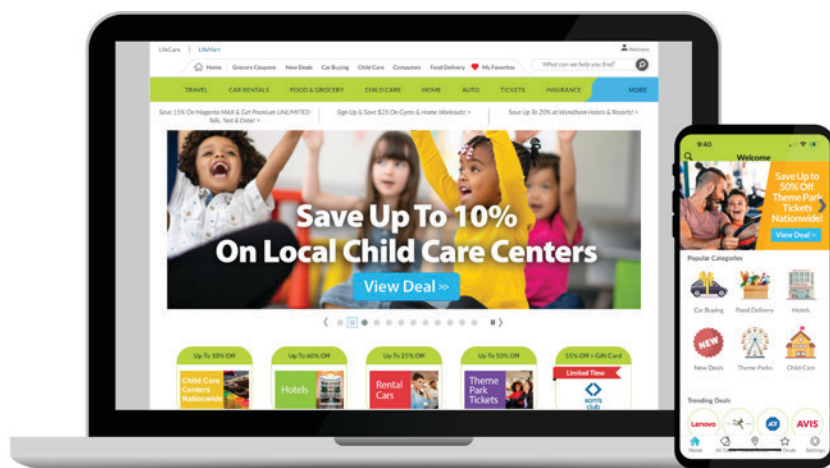 LifeCare LifeMart Welcome
Home Grocery Coupons New Deals Car Buying Child Care Computers Food Delivery My Favorites What can we help you find?
TRAVEL CAR RENTALS FOOD & GROCERY CHILD CARE HOME AUTO TICKETS INSURANCE MORE
Save 15% On Magenta MAX & Get Premium UNLIMITED
Talk, Text & Data! >
Sign Up & Save $25 On Gyms & Home Workouts! >
Save Up To 20% at Wyndham Hotels & Resorts! >
Save Up To 10%
On Local Child Care Centers
View Deal >>
Up To 10% Off
Child Care
Centers
Nationwide
Up To 60% Off
Hotels
Up To 25% Off
Rental
Cars
Up To 50% Off
Theme
Park
Tickets
55% Off + Gift Card
Limited Time
sam's
club
9:40
Welcome
Save Up to
50% Off
Theme Park
Tickets
Nationwide!
View Deal
Popular Categories
Car Buying Food Delivery Hotels
NEW
New Deals Theme Parks Child Care
Trending Deals
Lenovo ADT AVIS
Home Deals Settings